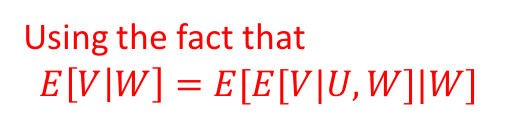 Using the fact that
E[V|W] = E[E[V|U, W]|W]